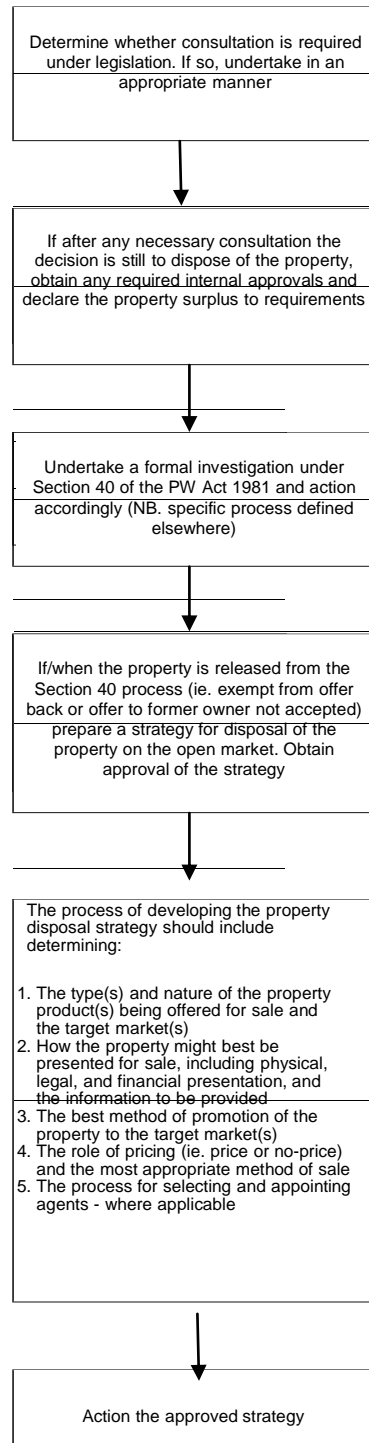 Determine whether consultation is required
under legislation. If so, undertake in an
appropriate manner
If after any necessary consultation the
decision is still to dispose of the property,
obtain any required internal approvals and
declare the property surplus to requirements
Undertake a formal investigation under
Section 40 of the PW Act 1981 and action
accordingly (NB. specific process defined
elsewhere)
If/when the property is released from the
Section 40 process (ie. exempt from offer
back or offer to former owner not accepted)
prepare a strategy for disposal of the
property on the open market. Obtain
approval of the strategy
The process of developing the property
disposal strategy should include
determining:
1. The type(s) and nature of the property
product(s) being offered for sale and
the target market(s)
2. How the property might best be
presented for sale, including physical,
legal, and financial presentation, and
the information to be provided
3. The best method of promotion of the
property to the target market(s)
4. The role of pricing (ie. price or no-price)
and the most appropriate method of sale
5. The process for selecting and appointing
agents - where applicable
Action the approved strategy